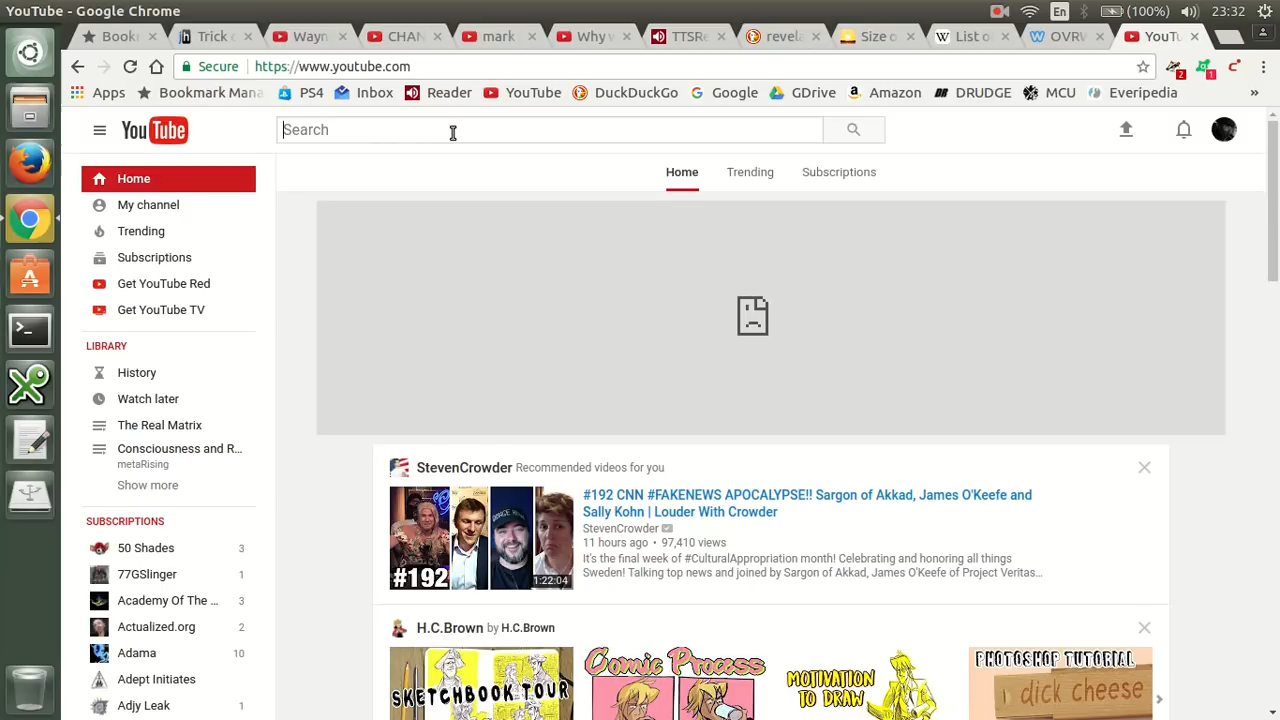 YouTube - Google Chrome
En
(100%)
23:32
Book
Trick
Wayn
CHAN
mark
Why
TTSRe
revela
Size o
List o
OVRW
YouTu
Secure
https://www.youtube.com
2
1
Apps
Bookmark Mana
PS4
Inbox
Reader
YouTube
DuckDuckGo
Google
GDrive
Amazon
DRUDGE
MCU
Everipedia
»
YouTube
Search
Home
Trending
Subscriptions
Home
My channel
Trending
Subscriptions
Get YouTube Red
Get YouTube TV
LIBRARY
History
Watch later
The Real Matrix
Consciousness and R...
metaRising
Show more
SUBSCRIPTIONS
50 Shades 3
77GSlinger 1
Academy Of The ... 3
Actualized.org 2
Adama 10
Adept Initiates
Adjy Leak 1
StevenCrowder Recommended videos for you
#192 CNN #FAKENEWS APOCALYPSE!! Sargon of Akkad, James O'Keefe and
Sally Kohn | Louder With Crowder
StevenCrowder
11 hours ago • 97,410 views
It's the final week of #CulturalAppropriation month! Celebrating and honoring all things
Sweden! Talking top news and joined by Sargon of Akkad, James O'Keefe of Project Veritas...
#192
1:22:04
H.C.Brown by H.C.Brown
SKETCHBOOK TOUR
Comic Process
MOTIVATION
TO DRAW
PHOTOSHOP TUTORIAL
dick cheese